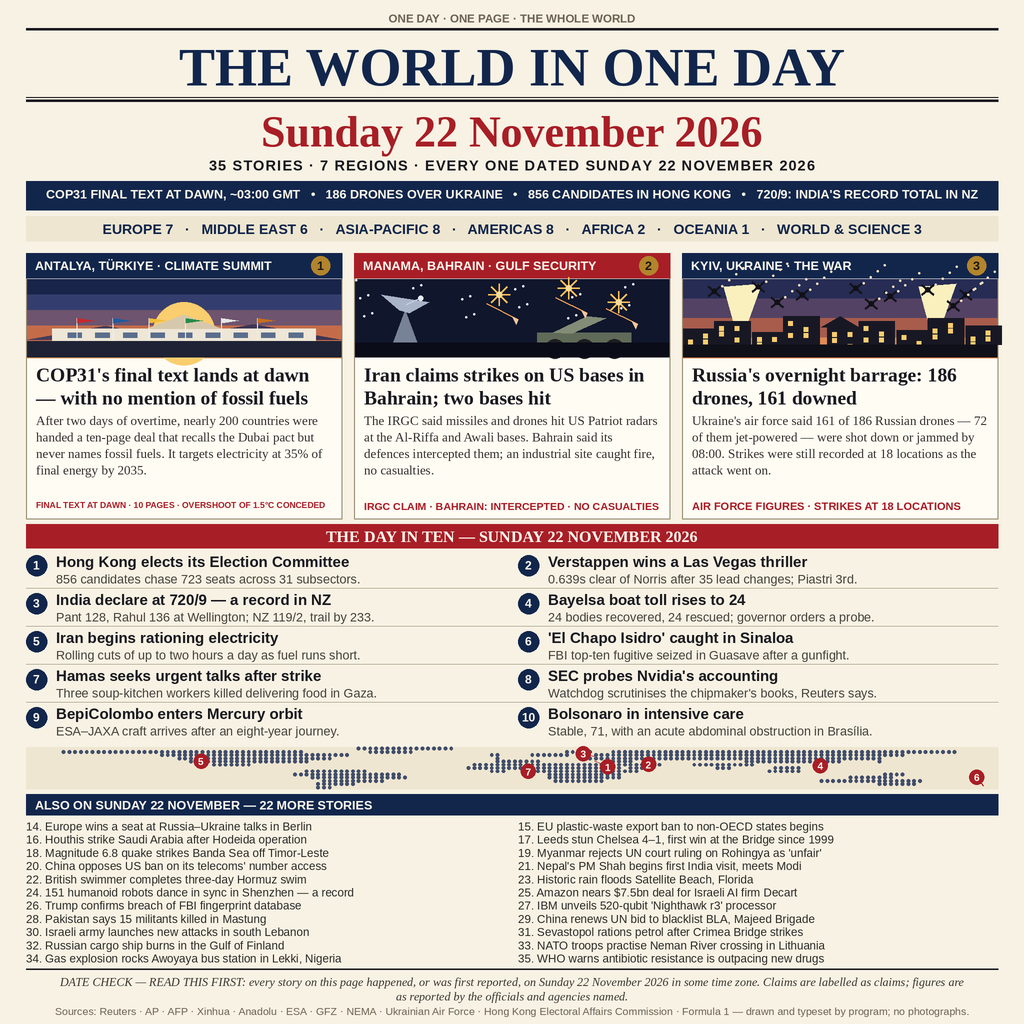 ONE DAY · ONE PAGE · THE WHOLE WORLD
THE WORLD IN ONE DAY
Sunday 22 November 2026
35 STORIES · 7 REGIONS · EVERY ONE DATED SUNDAY 22 NOVEMBER 2026
COP31 FINAL TEXT AT DAWN, ~03:00 GMT • 186 DRONES OVER UKRAINE • 856 CANDIDATES IN HONG KONG • 720/9: INDIA'S RECORD TOTAL IN NZ
EUROPE 7 · MIDDLE EAST 6 · ASIA-PACIFIC 8 · AMERICAS 8 · AFRICA 2 · OCEANIA 1 · WORLD & SCIENCE 3
ANTALYA, TÜRKIYE · CLIMATE SUMMIT 1
COP31's final text lands at dawn
— with no mention of fossil fuels
After two days of overtime, nearly 200 countries were
handed a ten-page deal that recalls the Dubai pact but
never names fossil fuels. It targets electricity at 35% of
final energy by 2035.
FINAL TEXT AT DAWN · 10 PAGES · OVERSHOOT OF 1.5°C CONCEDED
MANAMA, BAHRAIN · GULF SECURITY 2
Iran claims strikes on US bases in
Bahrain; two bases hit
The IRGC said missiles and drones hit US Patriot radars
at the Al-Riffa and Awali bases. Bahrain said its
defences intercepted them; an industrial site caught fire,
no casualties.
IRGC CLAIM · BAHRAIN: INTERCEPTED · NO CASUALTIES
KYIV, UKRAINE · THE WAR 3
Russia's overnight barrage: 186
drones, 161 downed
Ukraine's air force said 161 of 186 Russian drones — 72
of them jet-powered — were shot down or jammed by
08:00. Strikes were still recorded at 18 locations as the
attack went on.
AIR FORCE FIGURES · STRIKES AT 18 LOCATIONS
THE DAY IN TEN — SUNDAY 22 NOVEMBER 2026
1 Hong Kong elects its Election Committee
856 candidates chase 723 seats across 31 subsectors.
2 Verstappen wins a Las Vegas thriller
0.639s clear of Norris after 35 lead changes; Piastri 3rd.
3 India declare at 720/9 — a record in NZ
Pant 128, Rahul 136 at Wellington; NZ 119/2, trail by 233.
4 Bayelsa boat toll rises to 24
24 bodies recovered, 24 rescued; governor orders a probe.
5 Iran begins rationing electricity
Rolling cuts of up to two hours a day as fuel runs short.
6 'El Chapo Isidro' caught in Sinaloa
FBI top-ten fugitive seized in Guasave after a gunfight.
7 Hamas seeks urgent talks after strike
Three soup-kitchen workers killed delivering food in Gaza.
8 SEC probes Nvidia's accounting
Watchdog scrutinises the chipmaker's books, Reuters says.
9 BepiColombo enters Mercury orbit
ESA–JAXA craft arrives after an eight-year journey.
10 Bolsonaro in intensive care
Stable, 71, with an acute abdominal obstruction in Brasília.
5 7 3 1 2 4 6
ALSO ON SUNDAY 22 NOVEMBER — 22 MORE STORIES
14. Europe wins a seat at Russia–Ukraine talks in Berlin
15. EU plastic-waste export ban to non-OECD states begins
16. Houthis strike Saudi Arabia after Hodeida operation
17. Leeds stun Chelsea 4–1, first win at the Bridge since 1999
18. Magnitude 6.8 quake strikes Banda Sea off Timor-Leste
19. Myanmar rejects UN court ruling on Rohingya as 'unfair'
20. China opposes US ban on its telecoms' number access
21. Nepal's PM Shah begins first India visit, meets Modi
22. British swimmer completes three-day Hormuz swim
23. Historic rain floods Satellite Beach, Florida
24. 151 humanoid robots dance in sync in Shenzhen — a record
25. Amazon nears $7.5bn deal for Israeli AI firm Decart
26. Trump confirms breach of FBI fingerprint database
27. IBM unveils 520-qubit 'Nighthawk r3' processor
28. Pakistan says 15 militants killed in Mastung
29. China renews UN bid to blacklist BLA, Majeed Brigade
30. Israeli army launches new attacks in south Lebanon
31. Sevastopol rations petrol after Crimea Bridge strikes
32. Russian cargo ship burns in the Gulf of Finland
33. NATO troops practise Neman River crossing in Lithuania
34. Gas explosion rocks Awoyaya bus station in Lekki, Nigeria
35. WHO warns antibiotic resistance is outpacing new drugs
DATE CHECK — READ THIS FIRST: every story on this page happened, or was first reported, on Sunday 22 November 2026 in some time zone. Claims are labelled as claims; figures are
as reported by the officials and agencies named.
Sources: Reuters · AP · AFP · Xinhua · Anadolu · ESA · GFZ · NEMA · Ukrainian Air Force · Hong Kong Electoral Affairs Commission · Formula 1 — drawn and typeset by program; no photographs.